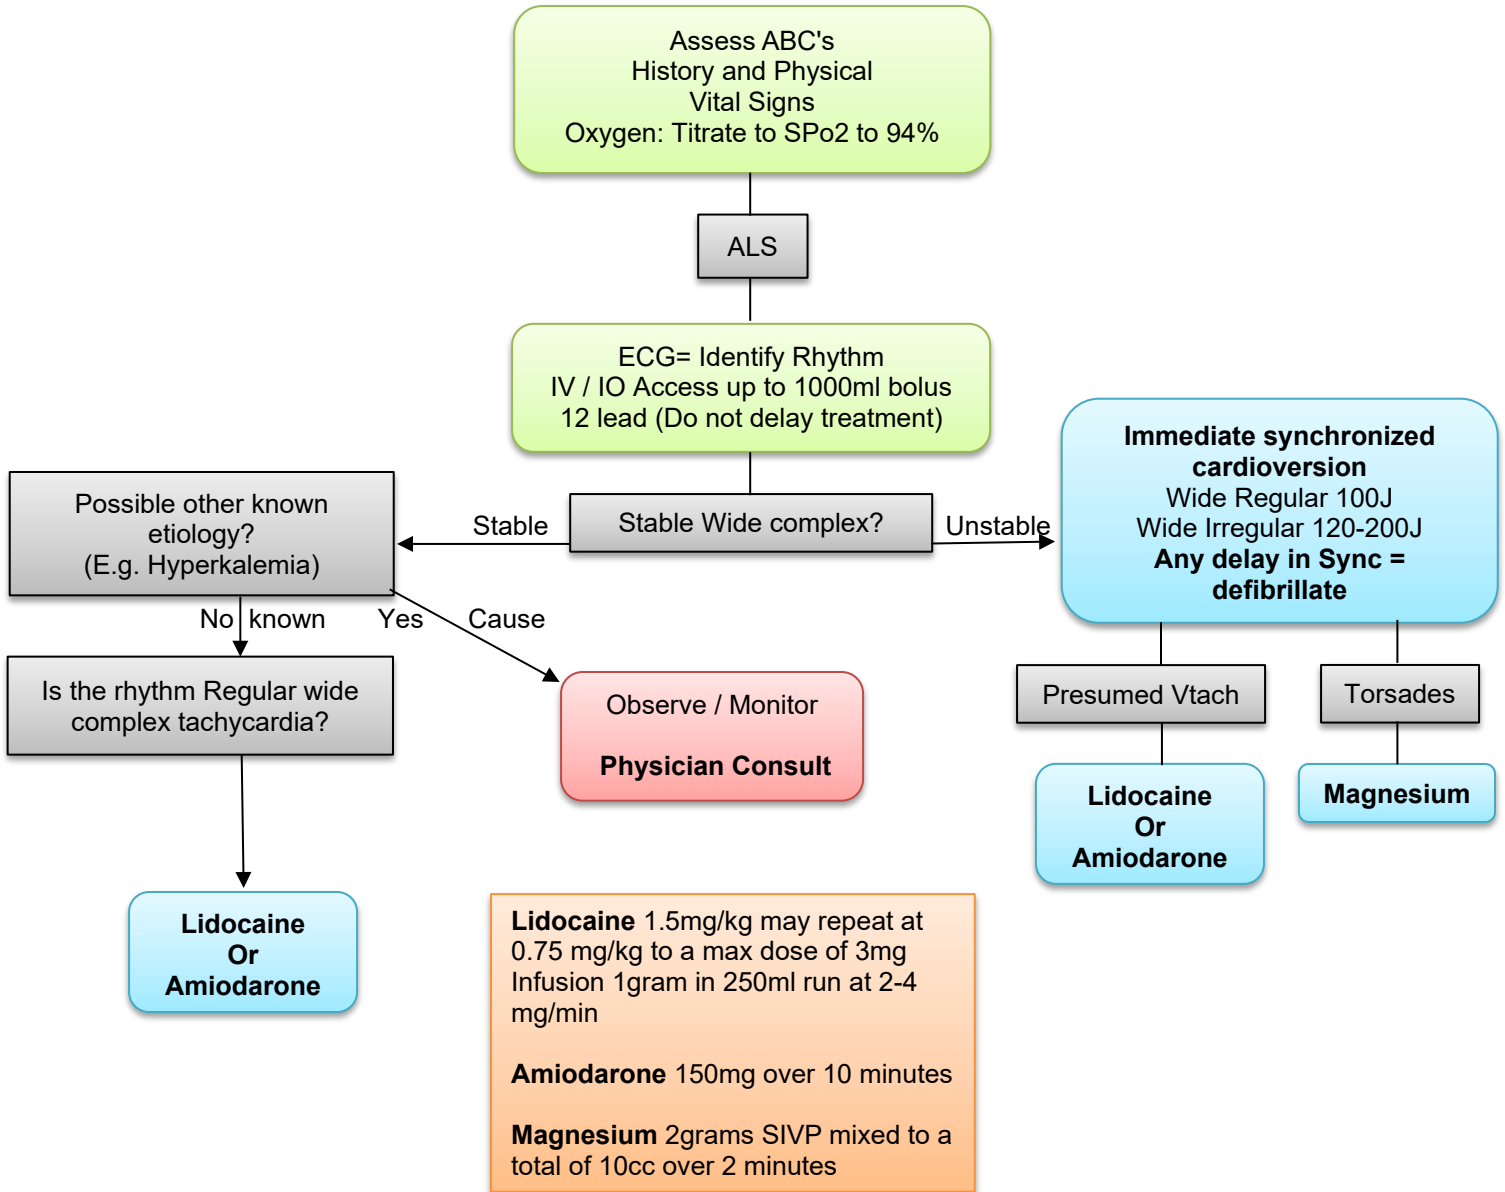 Assess ABC's
History and Physical
Vital Signs
Oxygen: Titrate to SPo2 to 94%
ALS
ECG= Identify Rhythm
IV / IO Access up to 1000ml bolus
12 lead (Do not delay treatment)
Stable Wide complex?
Stable
Unstable
Possible other known
etiology?
(E.g. Hyperkalemia)
No known
Yes Cause
Is the rhythm Regular wide
complex tachycardia?
Lidocaine
Or
Amiodarone
Observe / Monitor
Physician Consult
Immediate synchronized
cardioversion
Wide Regular 100J
Wide Irregular 120-200J
Any delay in Sync =
defibrillate
Presumed Vtach
Torsades
Lidocaine
Or
Amiodarone
Magnesium
Lidocaine 1.5mg/kg may repeat at
0.75 mg/kg to a max dose of 3mg
Infusion 1gram in 250ml run at 2-4
mg/min
Amiodarone 150mg over 10 minutes
Magnesium 2grams SIVP mixed to a
total of 10cc over 2 minutes